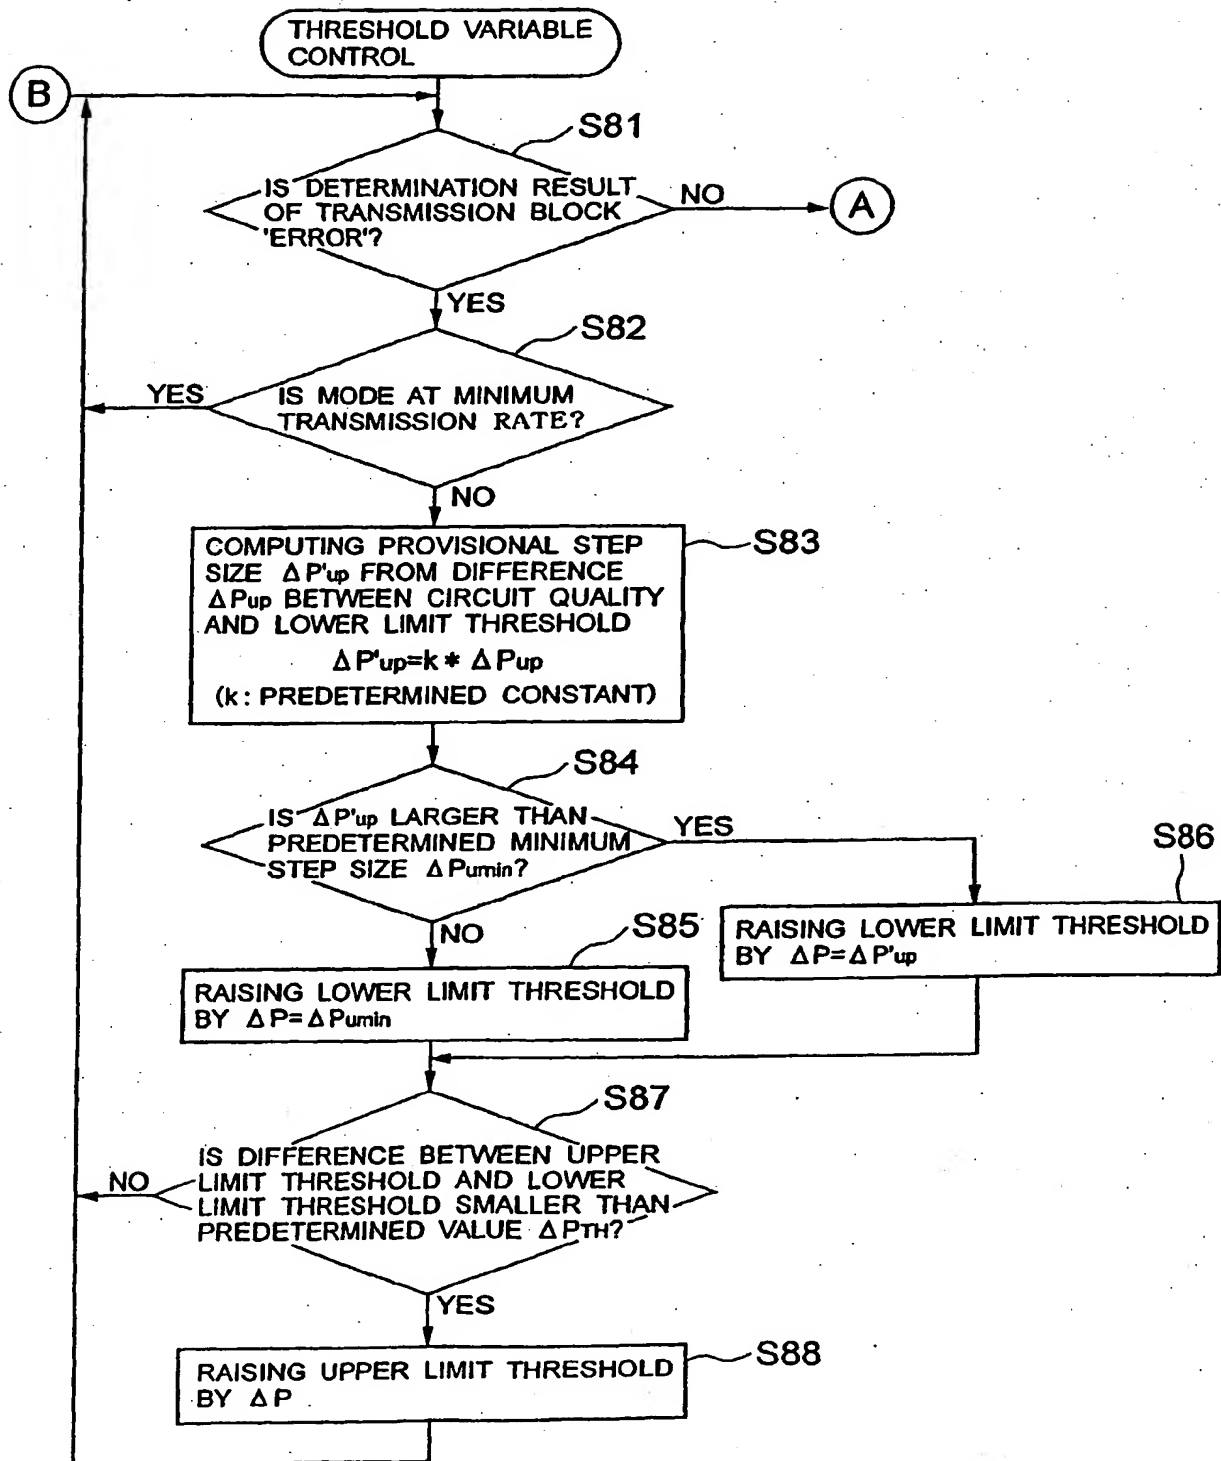 THRESHOLD VARIABLE
CONTROL
B
S81
IS DETERMINATION RESULT
OF TRANSMISSION BLOCK
'ERROR'?
NO
A
YES
S82
YES
IS MODE AT MINIMUM
TRANSMISSION RATE?
NO
S83
COMPUTING PROVISIONAL STEP
SIZE ΔP'up FROM DIFFERENCE
ΔPup BETWEEN CIRCUIT QUALITY
AND LOWER LIMIT THRESHOLD
ΔP'up=k* ΔPup
(k: PREDETERMINED CONSTANT)
S84
IS ΔP'up LARGER THAN
PREDETERMINED MINIMUM
STEP SIZE ΔPumin?
YES
S86
NO
S85
RAISING LOWER LIMIT THRESHOLD
BY ΔP=ΔP'up
RAISING LOWER LIMIT THRESHOLD
BY ΔP=ΔPumin
S87
IS DIFFERENCE BETWEEN UPPER
LIMIT THRESHOLD AND LOWER
LIMIT THRESHOLD SMALLER THAN
PREDETERMINED VALUE ΔPTH?
NO
YES
S88
RAISING UPPER LIMIT THRESHOLD
BY ΔP